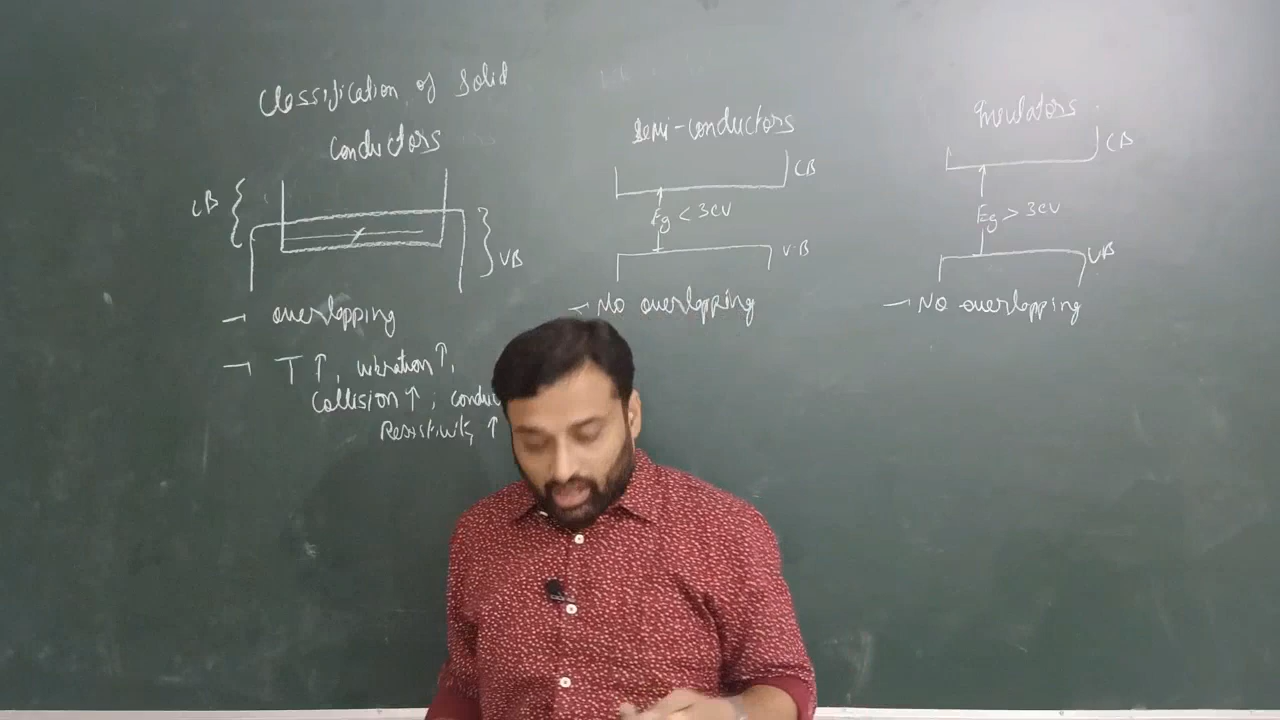 Classification of Solid
Conductors
CB
VB
→ overlapping
→ T ↑, vibration ↑,
Collision ↑ ; conduc
Resistivity ↑
Semi-conductors
CB
Eg < 3eV
V.B
→ No overlapping
Insulators
CB
Eg > 3eV
VB
→ No overlapping